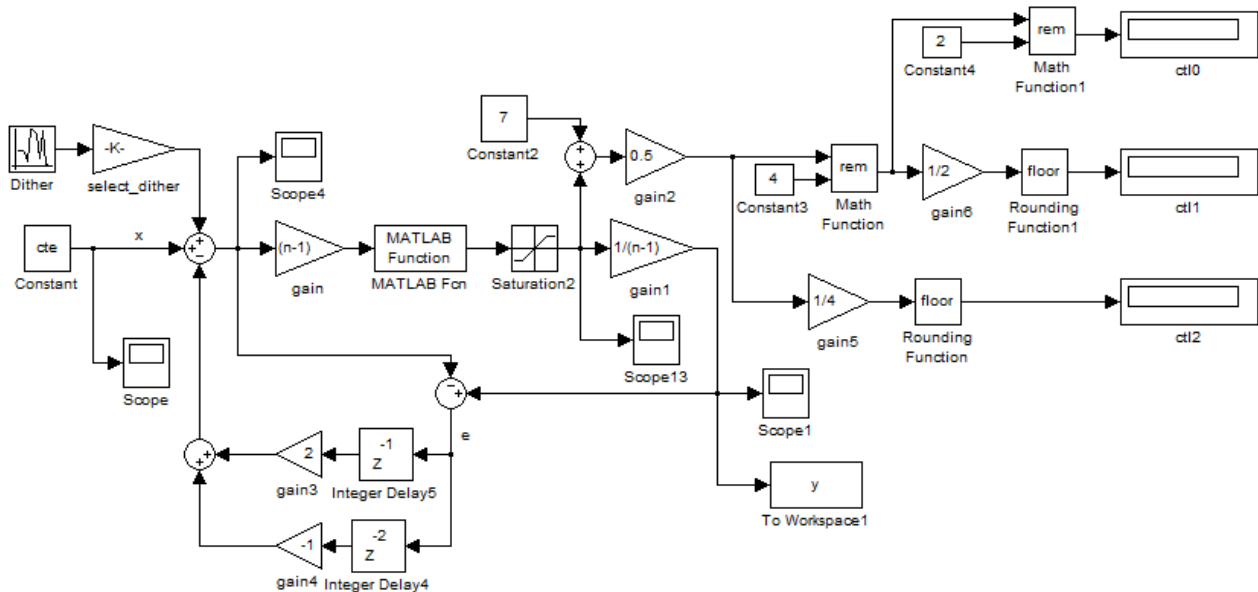 2
Constant4
rem
Math
Function1
ctl0
-K-
Dither
select_dither
7
Constant2
Scope4
0.5
gain2
4
Constant3
rem
Math
Function
1/2
gain6
floor
Rounding
Function1
ctl1
cte
Constant
x
+
+
−
(n-1)
gain
MATLAB
Function
MATLAB Fcn
Saturation2
+
+
1/(n-1)
gain1
1/4
gain5
floor
Rounding
Function
ctl2
Scope
Scope13
−
+
e
Scope1
+
+
2
gain3
-1
Z
Integer Delay5
y
To Workspace1
-1
gain4
-2
Z
Integer Delay4